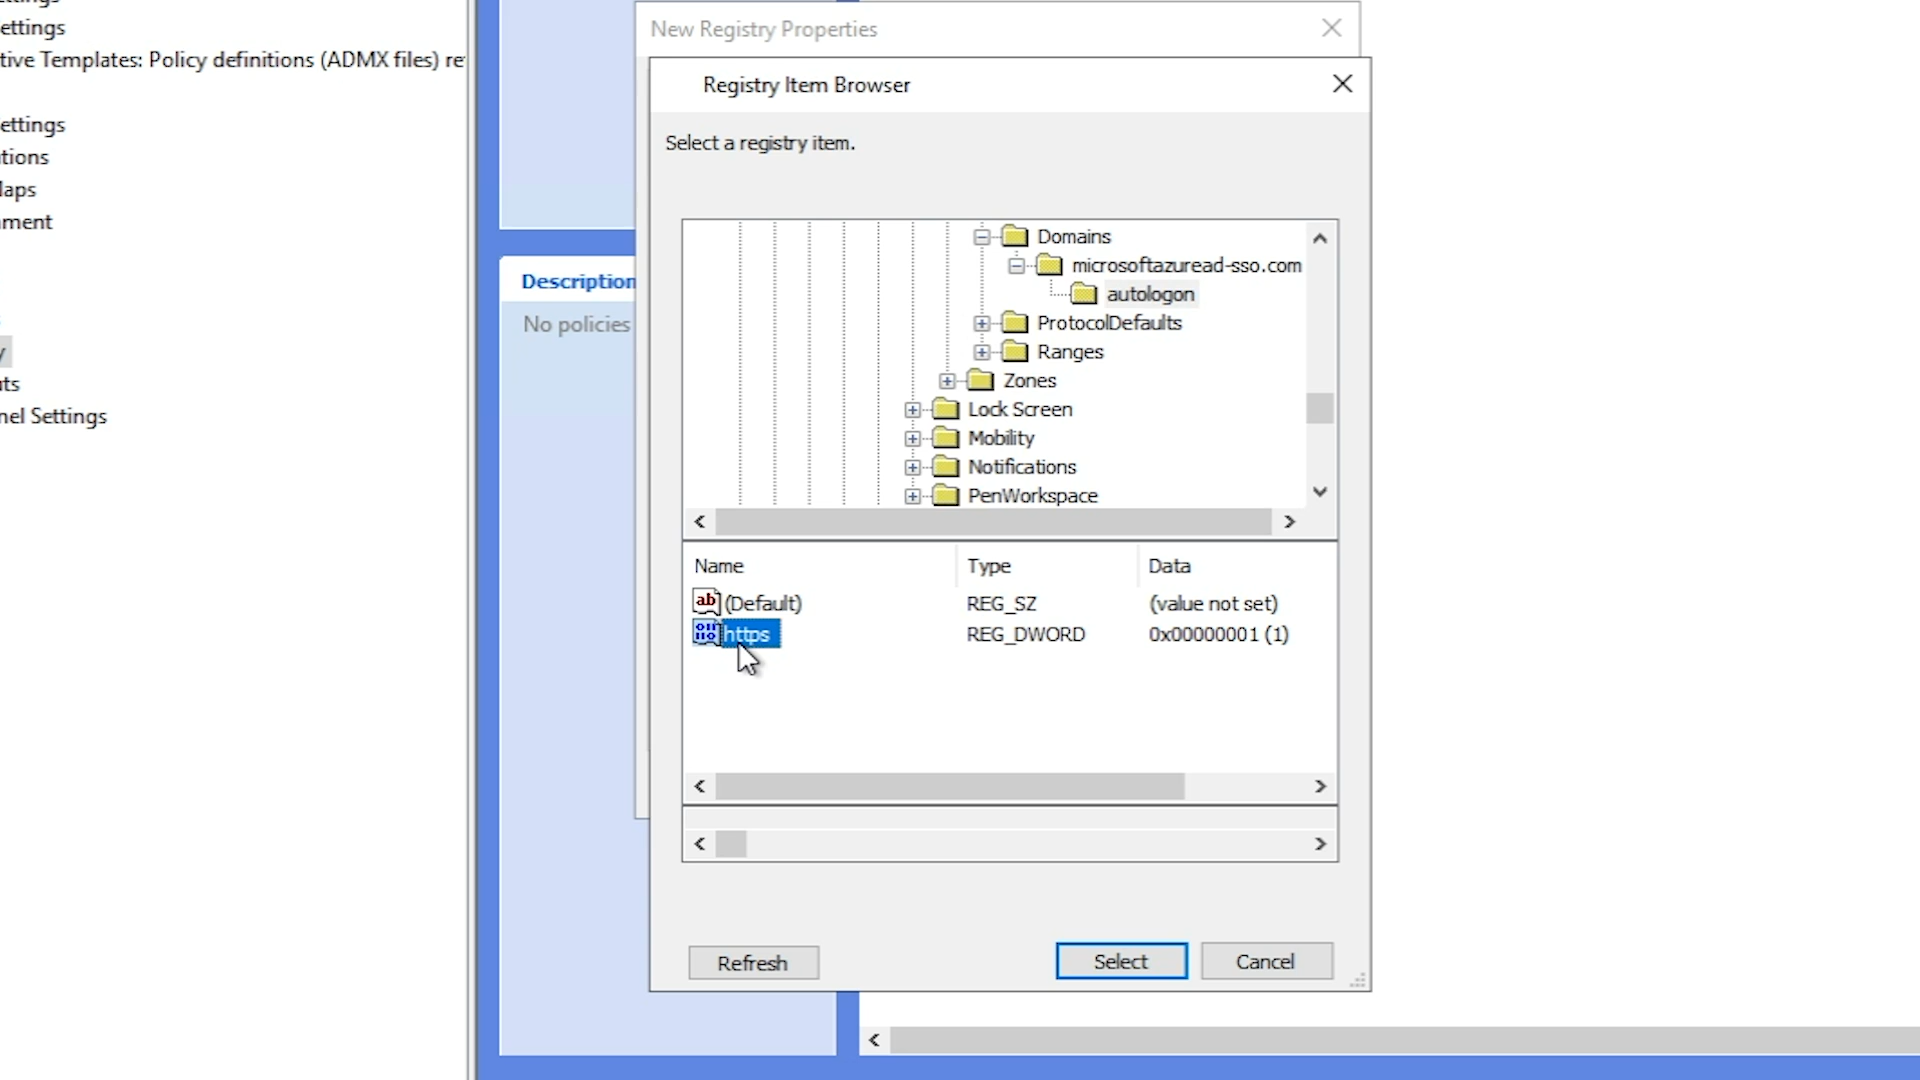 ettings
tive Templates: Policy definitions (ADMX files) re
ettings
tions
Maps
nment
ts
nel Settings
Description
No policies
New Registry Properties
Registry Item Browser
Select a registry item.
Domains
microsoftazuread-sso.com
autologon
ProtocolDefaults
Ranges
Zones
Lock Screen
Mobility
Notifications
PenWorkspace
Name Type Data
(Default) REG_SZ (value not set)
https REG_DWORD 0x00000001 (1)
Refresh Select Cancel